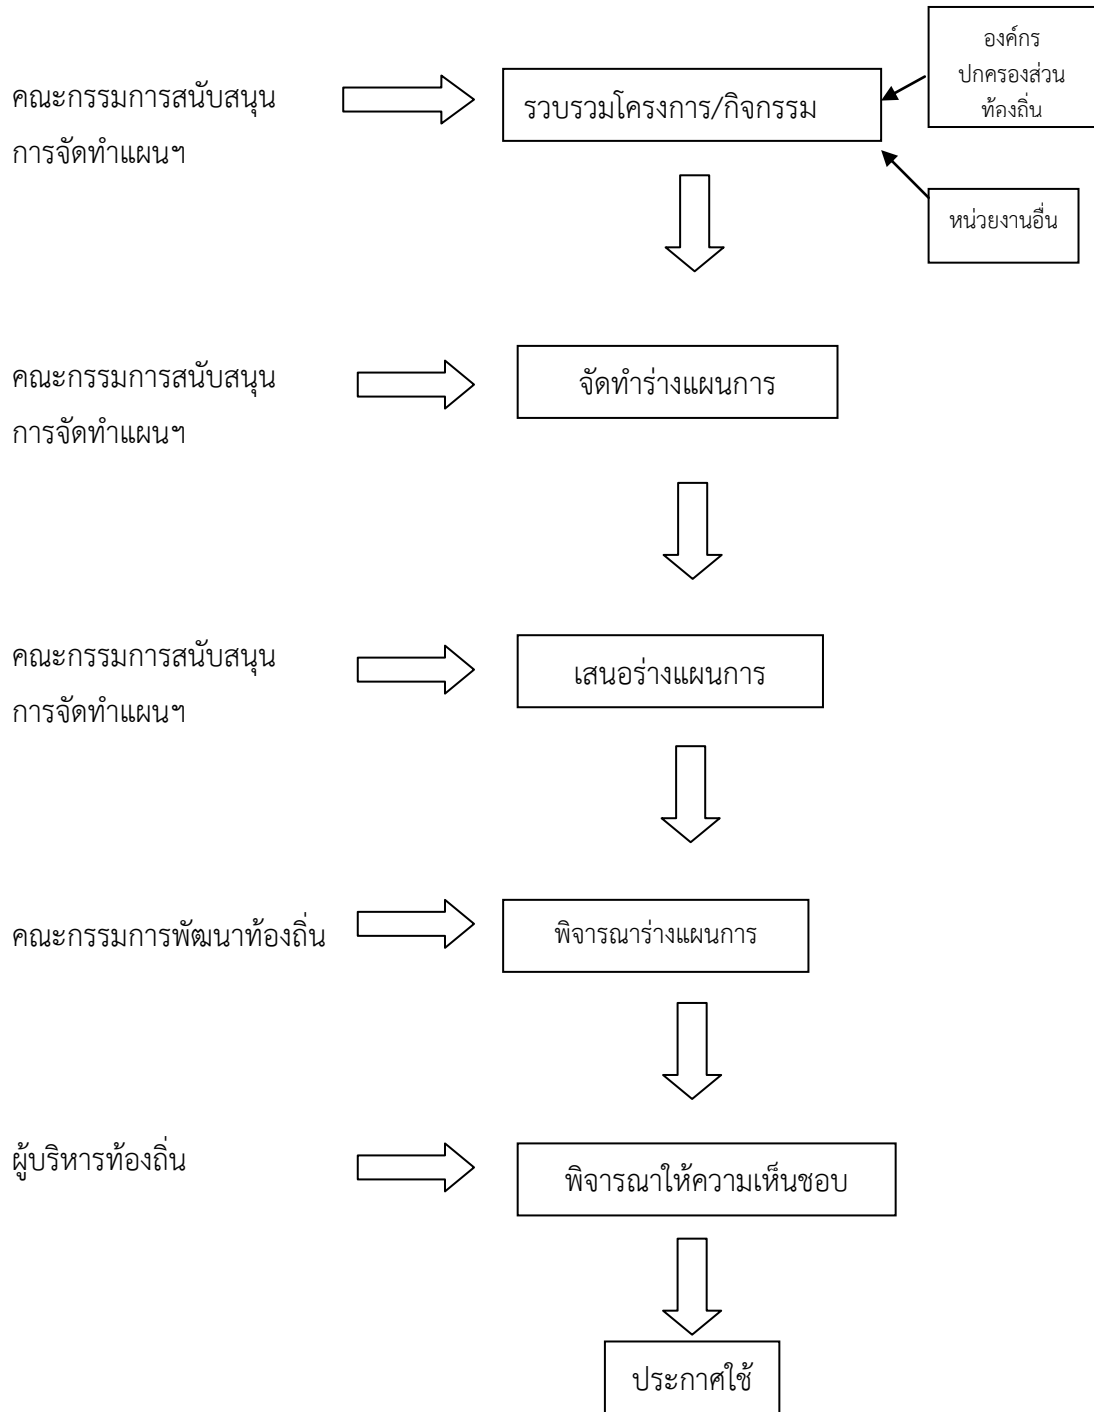 องค์กร
ปกครองส่วน
ท้องถิ่น
คณะกรรมการสนับสนุน
การจัดทำแผนฯ
รวบรวมโครงการ/กิจกรรม
หน่วยงานอื่น
คณะกรรมการสนับสนุน
การจัดทำแผนฯ
จัดทำร่างแผนการ
คณะกรรมการสนับสนุน
การจัดทำแผนฯ
เสนอร่างแผนการ
คณะกรรมการพัฒนาท้องถิ่น
พิจารณาร่างแผนการ
ผู้บริหารท้องถิ่น
พิจารณาให้ความเห็นชอบ
ประกาศใช้